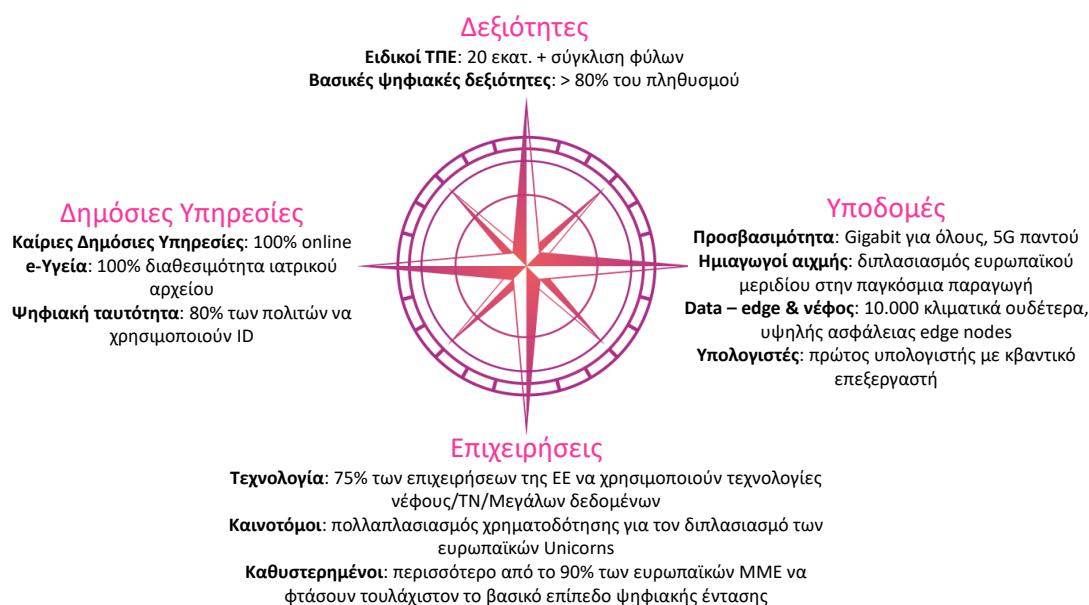 Δεξιότητες
Ειδικοί ΤΠΕ: 20 εκατ. + σύγκλιση φύλων
Βασικές ψηφιακές δεξιότητες: > 80% του πληθυσμού
Δημόσιες Υπηρεσίες
Καίριες Δημόσιες Υπηρεσίες: 100% online
e-Υγεία: 100% διαθεσιμότητα ιατρικού
αρχείου
Ψηφιακή ταυτότητα: 80% των πολιτών να
χρησιμοποιούν ID
Υποδομές
Προσβασιμότητα: Gigabit για όλους, 5G παντού
Ημιαγωγοί αιχμής: διπλασιασμός ευρωπαϊκού
μεριδίου στην παγκόσμια παραγωγή
Data – edge & νέφος: 10.000 κλιματικά ουδέτερα,
υψηλής ασφάλειας edge nodes
Υπολογιστές: πρώτος υπολογιστής με κβαντικό
επεξεργαστή
Επιχειρήσεις
Τεχνολογία: 75% των επιχειρήσεων της ΕΕ να χρησιμοποιούν τεχνολογίες
νέφους/ΤΝ/Μεγάλων δεδομένων
Καινοτόμοι: πολλαπλασιασμός χρηματοδότησης για τον διπλασιασμό των
ευρωπαϊκών Unicorns
Καθυστερημένοι: περισσότερο από το 90% των ευρωπαϊκών ΜΜΕ να
φτάσουν τουλάχιστον το βασικό επίπεδο ψηφιακής έντασης